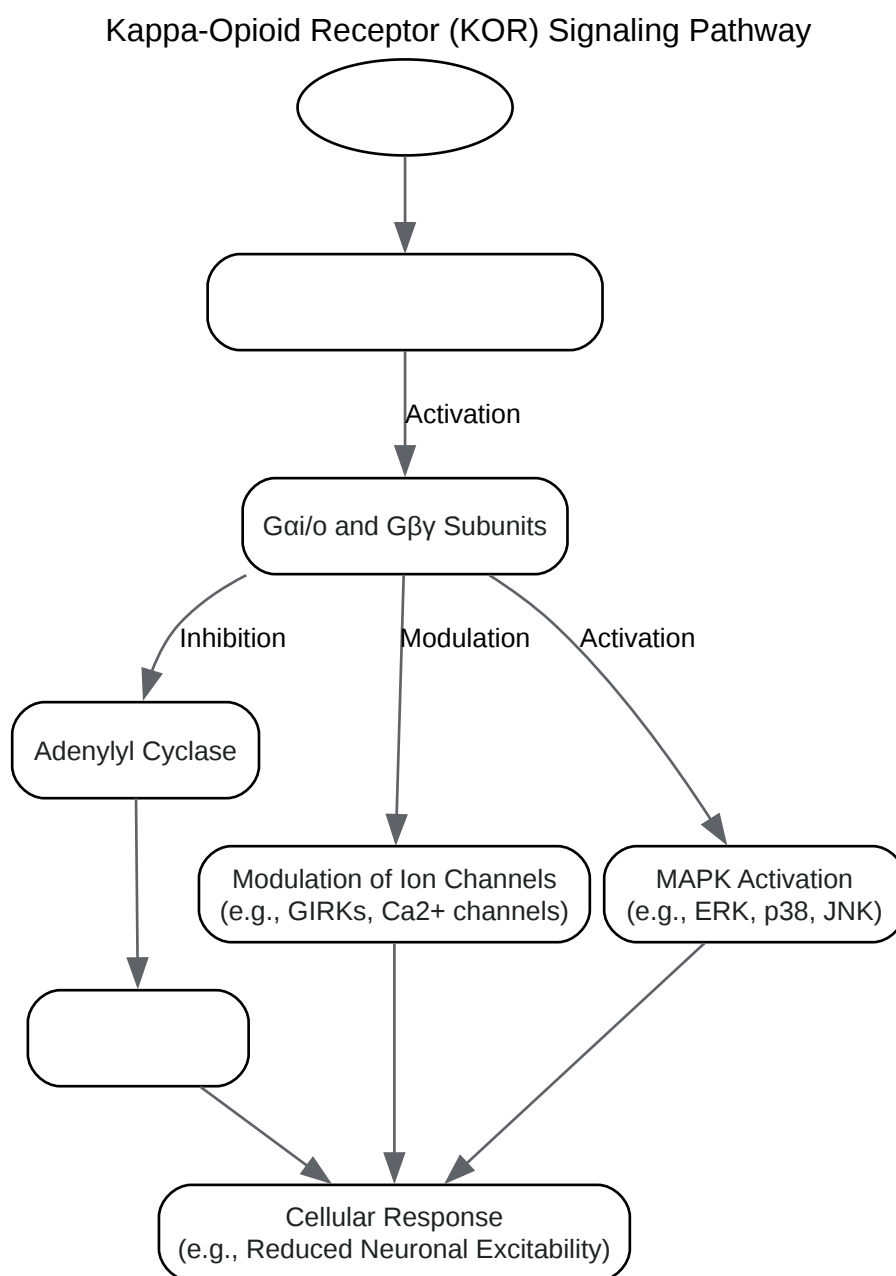 Kappa-Opioid Receptor (KOR) Signaling Pathway
Activation
Gαi/o and Gβγ Subunits
Inhibition
Modulation
Activation
Adenylyl Cyclase
Modulation of Ion Channels
(e.g., GIRKs, Ca2+ channels)
MAPK Activation
(e.g., ERK, p38, JNK)
Cellular Response
(e.g., Reduced Neuronal Excitability)